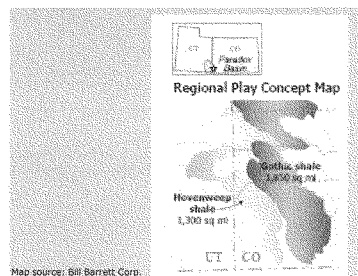 UT
CO
Paradox
Basin
Regional Play Concept Map
Gothic shale
1,850 sq mi
Hovenweep
shale
1,300 sq mi
UT CO
Map source: Bill Barrett Corp.